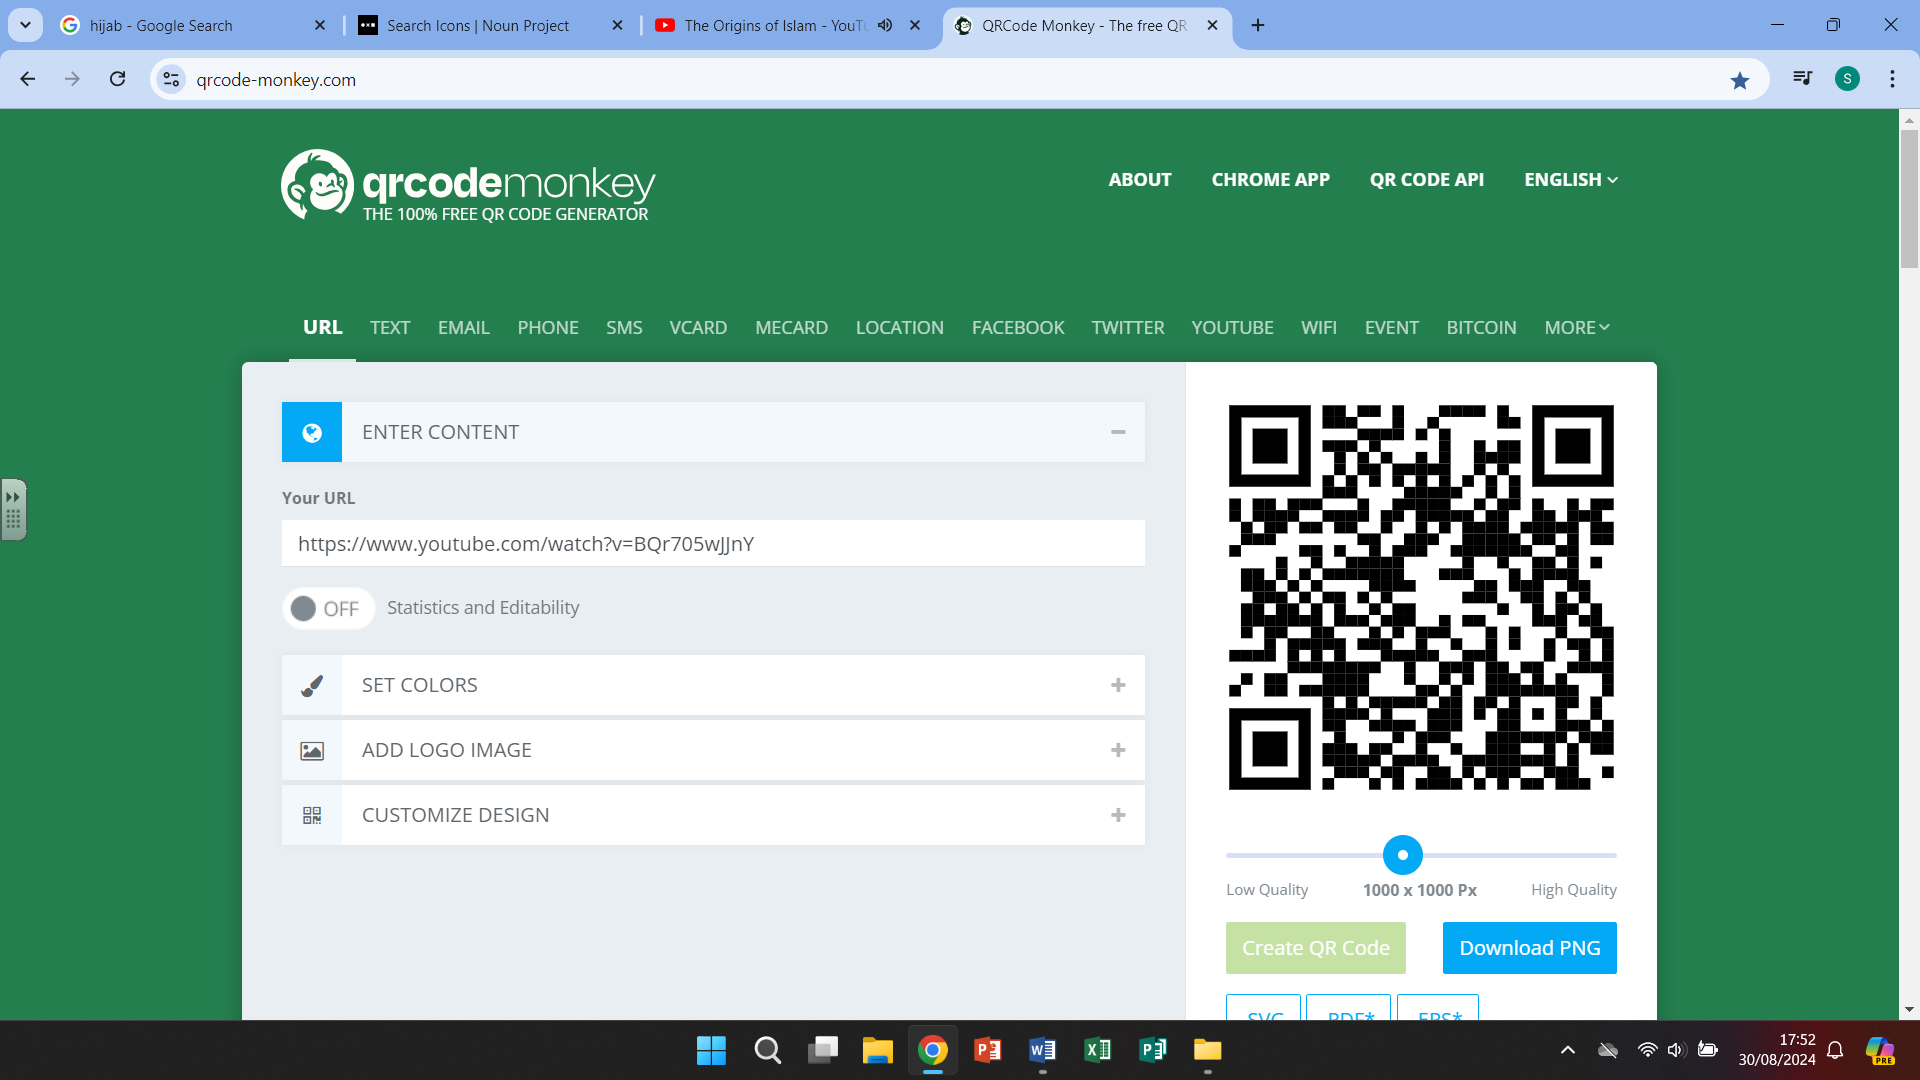 hijab - Google Search
Search Icons | Noun Project
The Origins of Islam - YouTu
QRCode Monkey - The free QR
qrcode-monkey.com
S
qrcodemonkey
THE 100% FREE QR CODE GENERATOR
ABOUT
CHROME APP
QR CODE API
ENGLISH
URL
TEXT
EMAIL
PHONE
SMS
VCARD
MECARD
LOCATION
FACEBOOK
TWITTER
YOUTUBE
WIFI
EVENT
BITCOIN
MORE
ENTER CONTENT
Your URL
https://www.youtube.com/watch?v=BQr705wJJnY
OFF
Statistics and Editability
SET COLORS
ADD LOGO IMAGE
CUSTOMIZE DESIGN
Low Quality
1000 x 1000 Px
High Quality
Create QR Code
Download PNG
SVG
PDF*
EPS*
17:52
30/08/2024
PRE